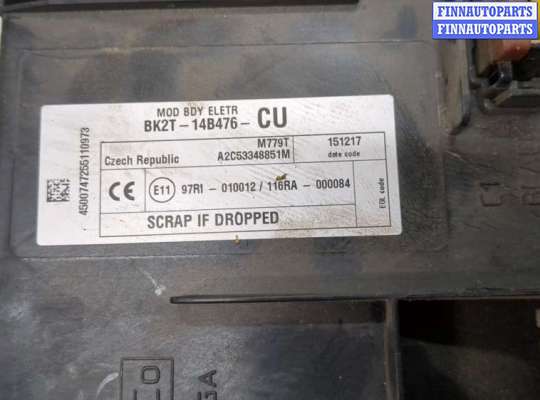 FINNAUTOPARTS
FINNAUTOPARTS
MOD BDY ELETR
BK2T-14B476-CU
M779T
151217
Czech Republic
A2C53348851M
date code
CE
E11
97RI-010012/116RA-000084
EOL code
SCRAP IF DROPPED
4500747255110973